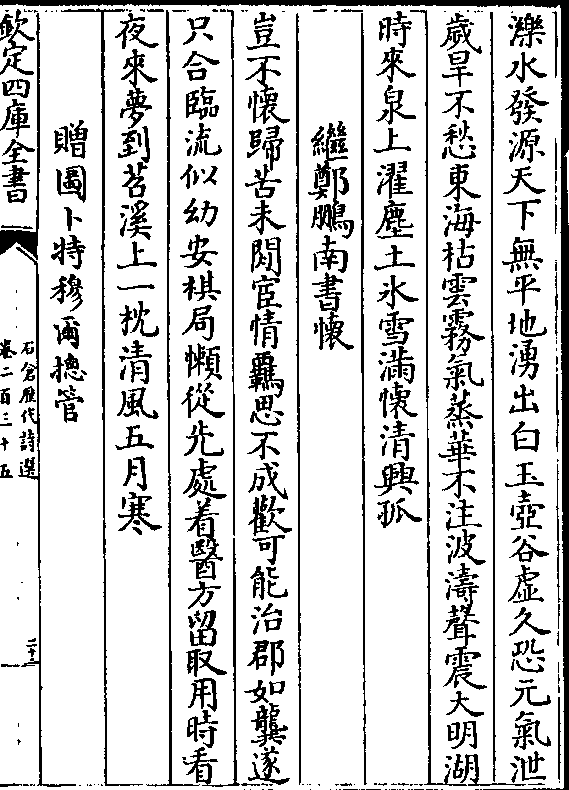 濼水發源天下無平地湧出白玉壺谷虛久恐元氣泄
歲旱不愁東海枯雲霧氣蒸華不注波濤聲震大明湖
時來泉上濯塵土氷雪滿懷清興孤
繼鄭鵬南書懷
豈不懷歸苦未閒宦情覊思不成歡可能治郡如龔遂
只合臨流似幼安棋局懶從先處着醫方留取用時看
夜來夢到苕溪上一枕清風五月寒
贈圖卜特穆爾摠管
欽定四庫全書
石倉歷代詩選
卷二百三十五
二十三